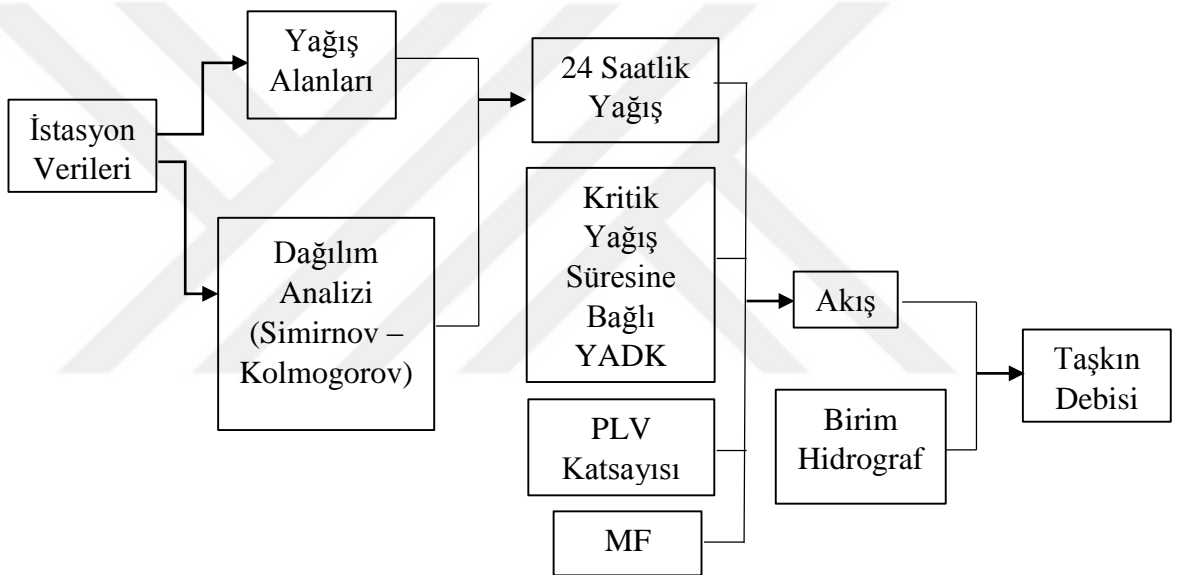 İstasyon
Verileri
Yağış
Alanları
Dağılım
Analizi
(Simirnov –
Kolmogorov)
24 Saatlik
Yağış
Kritik
Yağış
Süresine
Bağlı
YADK
PLV
Katsayısı
MF
Akış
Birim
Hidrograf
Taşkın
Debisi